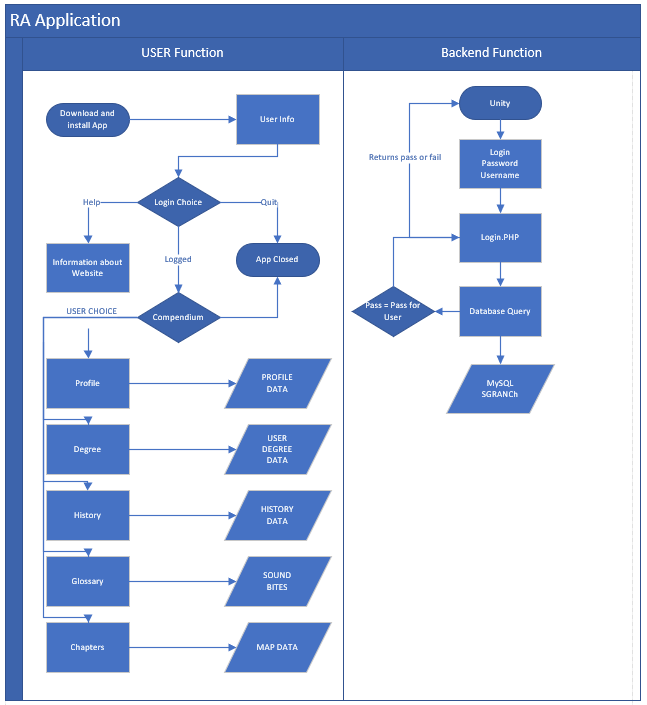 RA Application
USER Function
Backend Function
Download and
install App
User Info
Unity
Returns pass or fail
Login
Password
Username
Help
Login Choice
Quit
Login.PHP
Logged
Information about
Website
App Closed
USER CHOICE
Compendium
Pass = Pass for
User
Database Query
Profile
PROFILE
DATA
MySQL
SGRANCh
Degree
USER
DEGREE
DATA
History
HISTORY
DATA
Glossary
SOUND
BITES
Chapters
MAP DATA